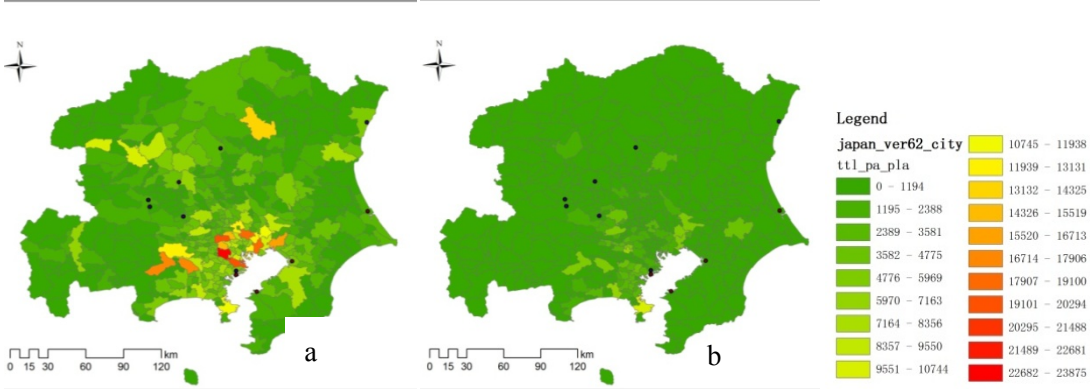 N
N
km
0 15 30 60 90 120
a
km
0 15 30 60 90 120
b
Legend
japan_ver62_city
ttl_pa_pla
0 - 1194
1195 - 2388
2389 - 3581
3582 - 4775
4776 - 5969
5970 - 7163
7164 - 8356
8357 - 9550
9551 - 10744
10745 - 11938
11939 - 13131
13132 - 14325
14326 - 15519
15520 - 16713
16714 - 17906
17907 - 19100
19101 - 20294
20295 - 21488
21489 - 22681
22682 - 23875